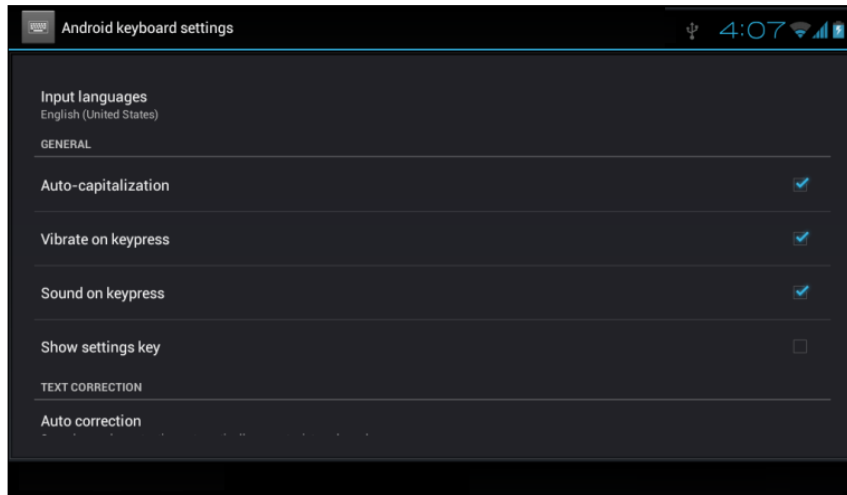 Android keyboard settings
4:07
Input languages
English (United States)
GENERAL
Auto-capitalization
Vibrate on keypress
Sound on keypress
Show settings key
TEXT CORRECTION
Auto correction